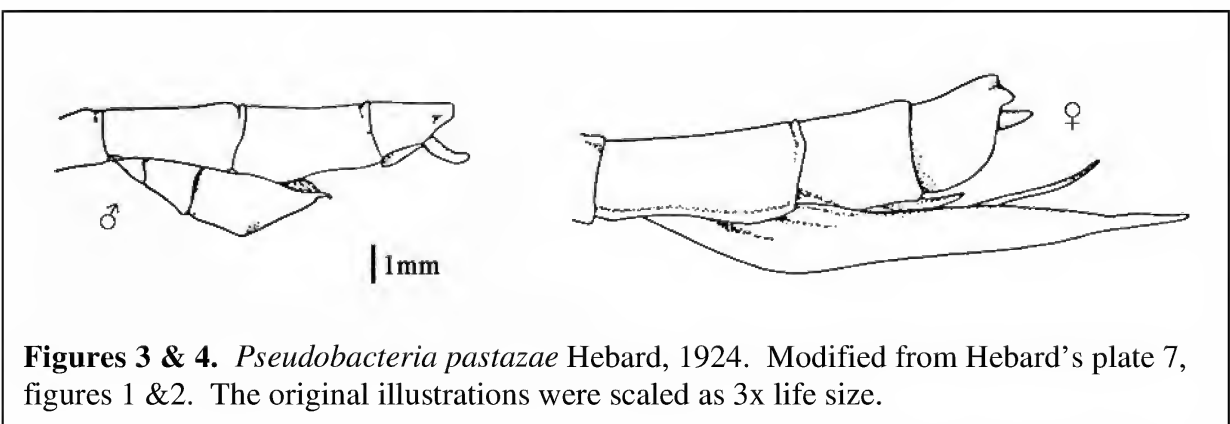 ♂
♀
1mm
Figures 3 & 4. Pseudobacteria pastazae Hebard, 1924. Modified from Hebard's plate 7,
figures 1 &2. The original illustrations were scaled as 3x life size.